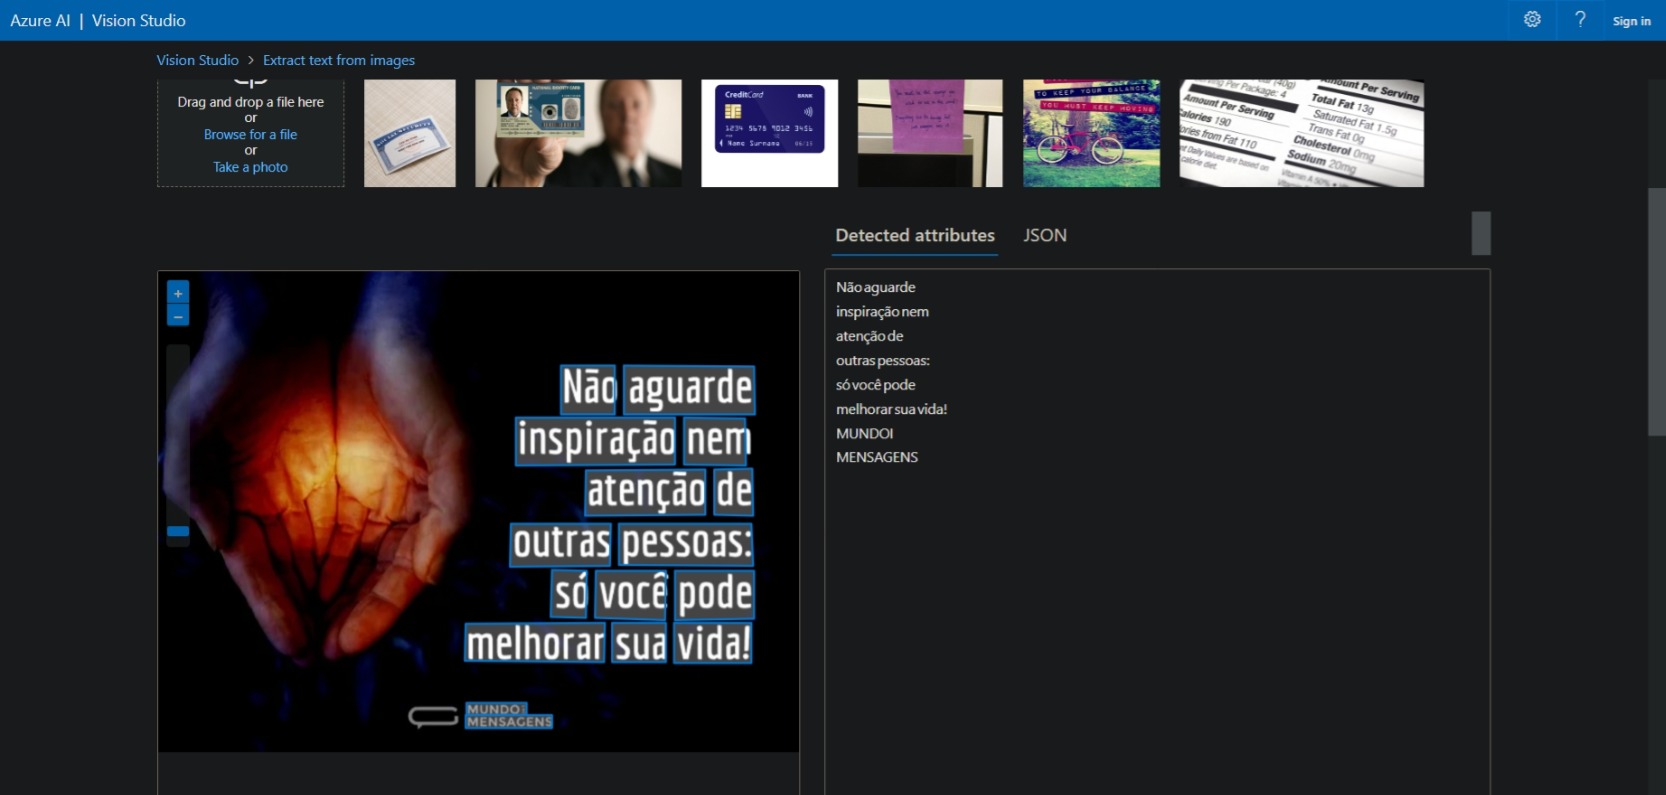 Azure AI | Vision Studio
Sign in
Vision Studio > Extract text from images
Drag and drop a file here
or
Browse for a file
or
Take a photo
CreditCard BANK
1234 5678 9012 3456
Name Surname 06/15
TO KEEP YOUR BALANCE
YOU MUST KEEP MOVING
Amount Per Serving
Calories 190
ories from Fat 110
Amount Per Serving
Total Fat 13g
Saturated Fat 1.5g
Trans Fat 0g
Cholesterol 0mg
Sodium 20mg
Detected attributes
JSON
Não aguarde
inspiração nem
atenção de
outras pessoas:
só você pode
melhorar sua vida!
MUNDO
MENSAGENS
Não aguarde
inspiração nem
atenção de
outras pessoas:
só você pode
melhorar sua vida!
MUNDOI
MENSAGENS